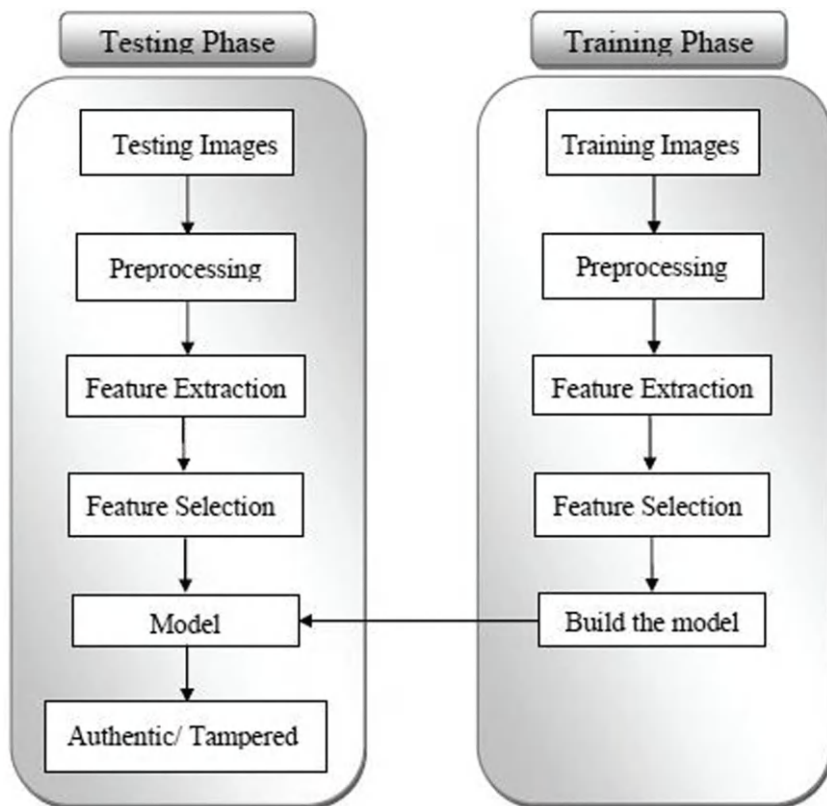 Testing Phase
Testing Images
Preprocessing
Feature Extraction
Feature Selection
Model
Authentic/ Tampered
Training Phase
Training Images
Preprocessing
Feature Extraction
Feature Selection
Build the model